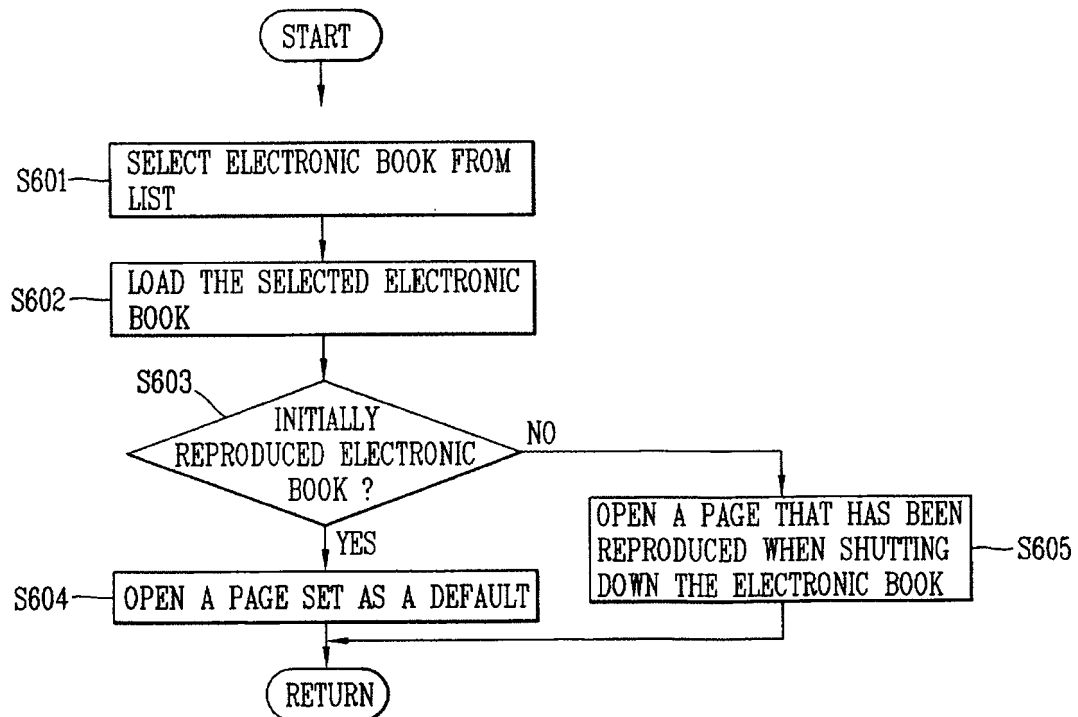 START
S601
SELECT ELECTRONIC BOOK FROM
LIST
S602
LOAD THE SELECTED ELECTRONIC
BOOK
S603
INITIALLY
REPRODUCED ELECTRONIC
BOOK ?
NO
YES
S604
OPEN A PAGE SET AS A DEFAULT
OPEN A PAGE THAT HAS BEEN
REPRODUCED WHEN SHUTTING
DOWN THE ELECTRONIC BOOK
S605
RETURN